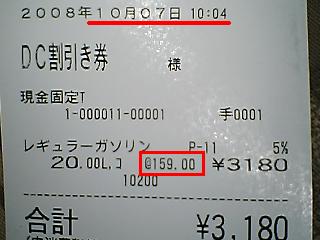 2008年10月07日 10:04
DC割引き券 様
現金固定T
1-000011-00001 手0001
レギュラーガソリン P-11 5%
20.00L,コ @159.00 ¥3180
10200
合計 ¥3,180